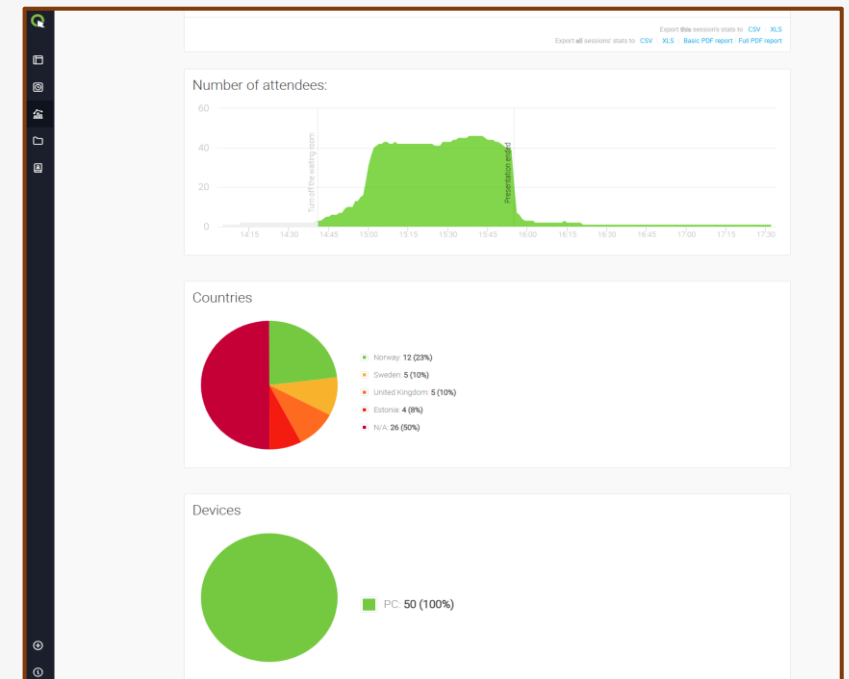 Export this session's stats to CSV | XLS
Export all sessions' stats to CSV | XLS | Basic PDF report · Full PDF report
Number of attendees:
60
40
20
0
Turn off the waiting room
Presentation ended
14:15 14:30 14:45 15:00 15:15 15:30 15:45 16:00 16:15 16:30 16:45 17:00 17:15 17:30
Countries
Norway: 12 (23%)
Sweden: 5 (10%)
United Kingdom: 5 (10%)
Estonia: 4 (8%)
N/A: 26 (50%)
Devices
PC: 50 (100%)